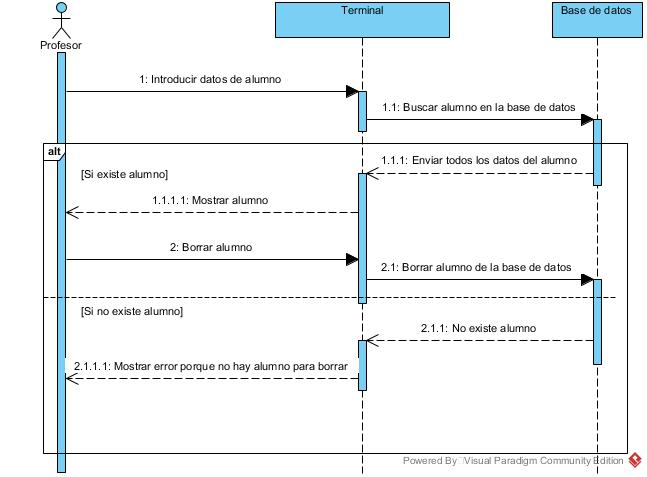 Terminal
Base de datos
Profesor
1: Introducir datos de alumno
1.1: Buscar alumno en la base de datos
alt
1.1.1: Enviar todos los datos del alumno
[Si existe alumno]
1.1.1.1: Mostrar alumno
2: Borrar alumno
2.1: Borrar alumno de la base de datos
[Si no existe alumno]
2.1.1: No existe alumno
2.1.1.1: Mostrar error porque no hay alumno para borrar
Powered By Visual Paradigm Community Edition